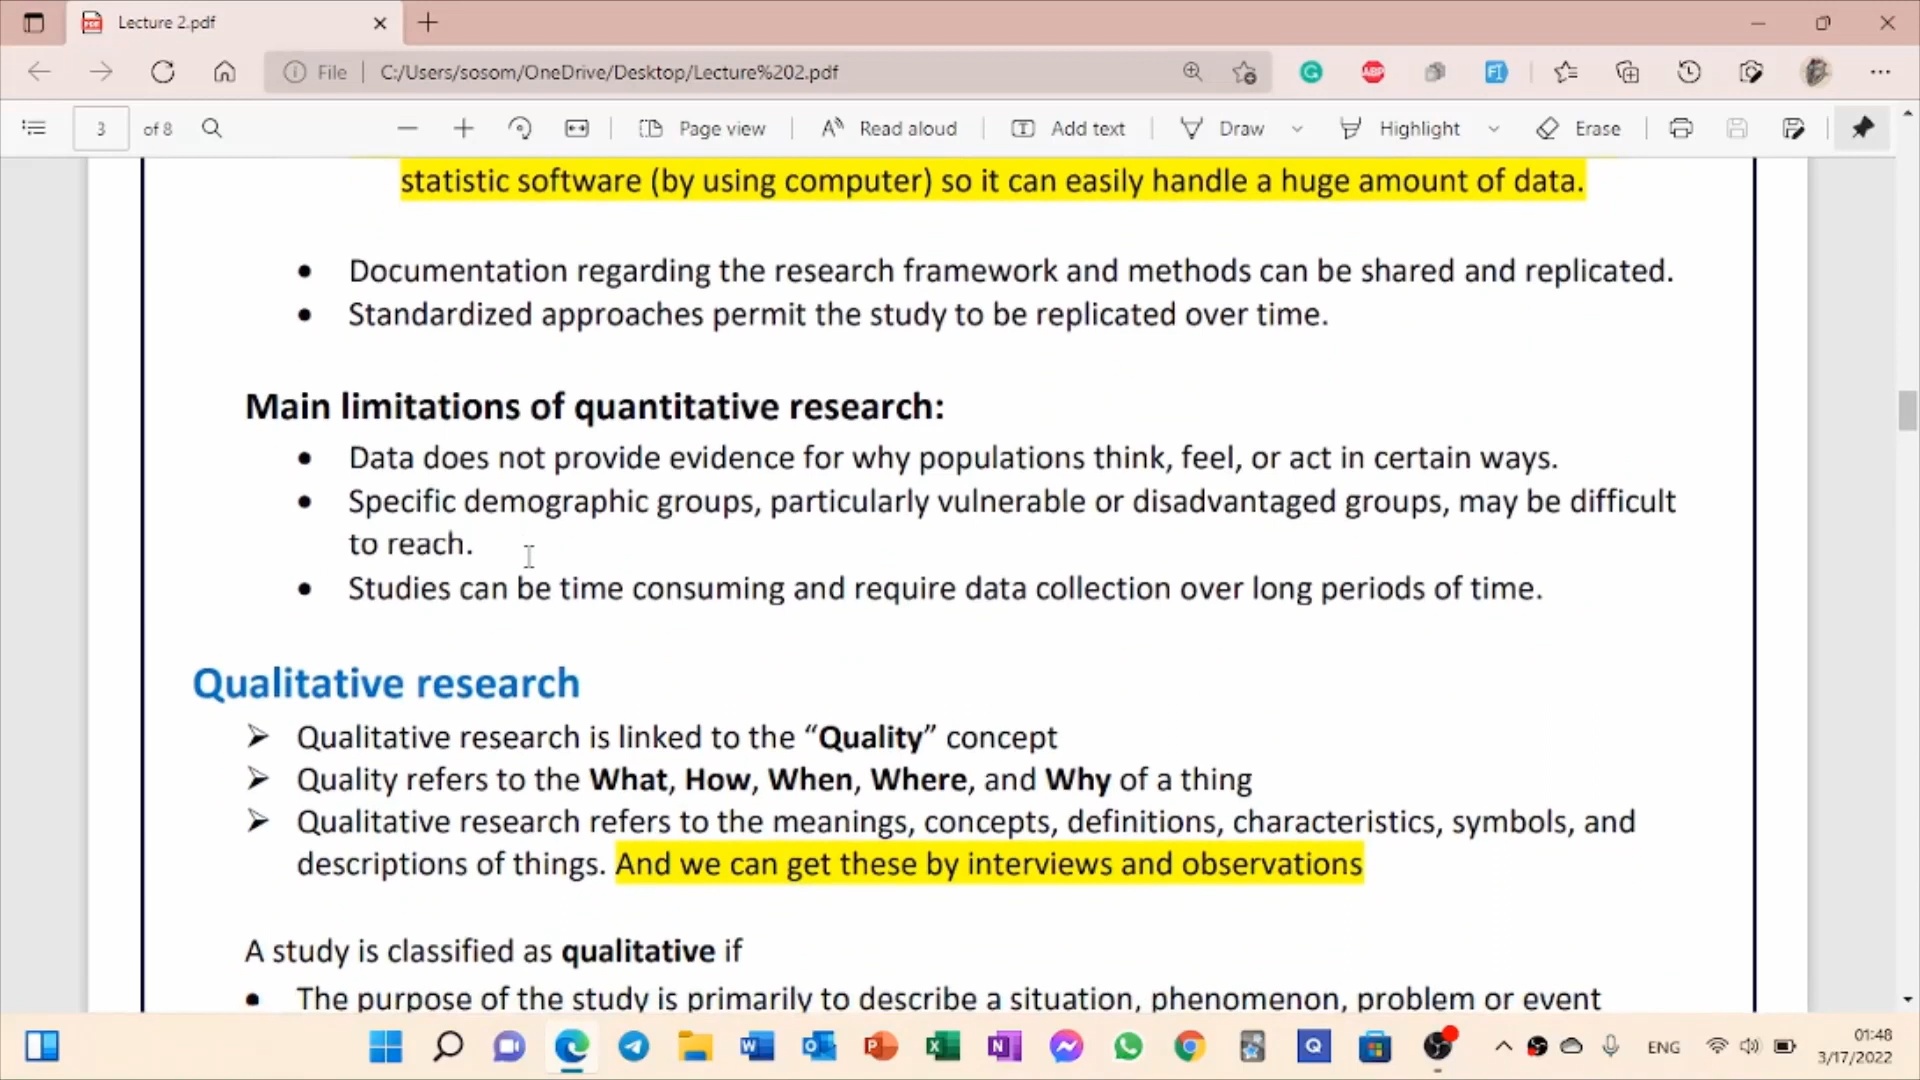 Lecture 2.pdf
File
C:/Users/sosom/OneDrive/Desktop/Lecture%202.pdf
3 of 8
Page view
Read aloud
Add text
Draw
Highlight
Erase
statistic software (by using computer) so it can easily handle a huge amount of data.
• Documentation regarding the research framework and methods can be shared and replicated.
• Standardized approaches permit the study to be replicated over time.
Main limitations of quantitative research:
• Data does not provide evidence for why populations think, feel, or act in certain ways.
• Specific demographic groups, particularly vulnerable or disadvantaged groups, may be difficult
to reach.
• Studies can be time consuming and require data collection over long periods of time.
Qualitative research
➢ Qualitative research is linked to the “Quality” concept
➢ Quality refers to the What, How, When, Where, and Why of a thing
➢ Qualitative research refers to the meanings, concepts, definitions, characteristics, symbols, and
descriptions of things. And we can get these by interviews and observations
A study is classified as qualitative if
• The purpose of the study is primarily to describe a situation, phenomenon, problem or event
ENG
01:48
3/17/2022